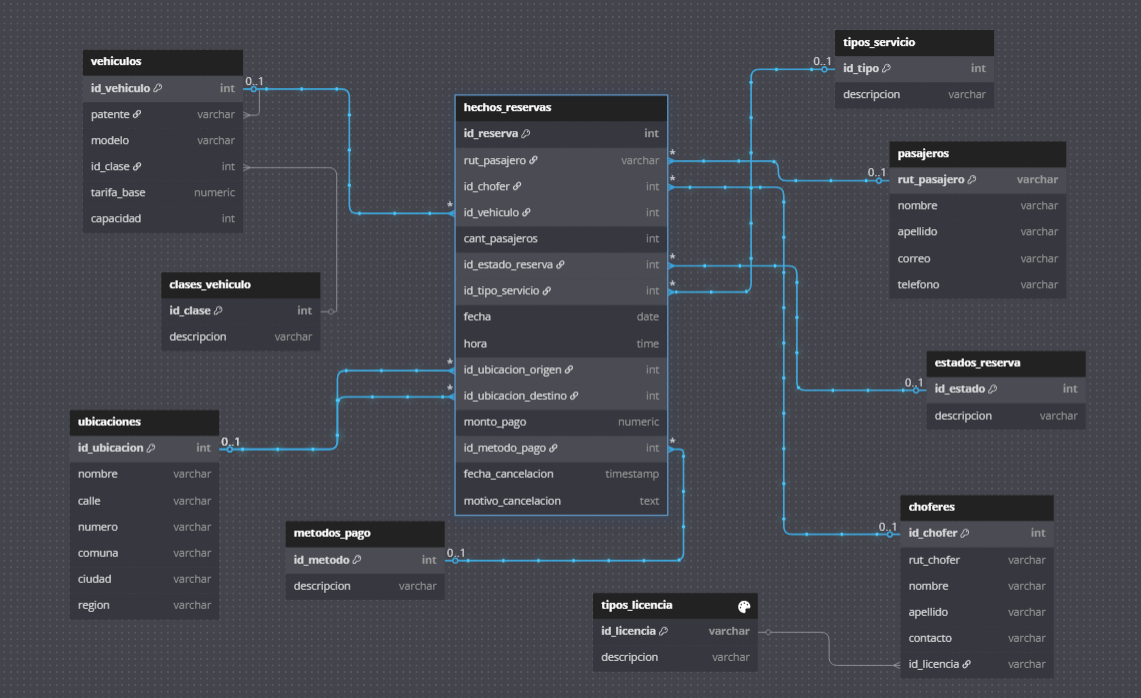 vehiculos
id_vehiculo int
patente varchar
modelo varchar
id_clase int
tarifa_base numeric
capacidad int
0..1
clases_vehiculo
id_clase int
descripcion varchar
ubicaciones
id_ubicacion int
nombre varchar
calle varchar
numero varchar
comuna varchar
ciudad varchar
region varchar
0..1
metodos_pago
id_metodo int
descripcion varchar
0..1
hechos_reservas
id_reserva int
rut_pasajero varchar *
id_chofer int *
* id_vehiculo int
cant_pasajeros int
id_estado_reserva int *
id_tipo_servicio int *
fecha date
hora time
* id_ubicacion_origen int
* id_ubicacion_destino int
monto_pago numeric
id_metodo_pago int *
fecha_cancelacion timestamp
motivo_cancelacion text
tipos_licencia
id_licencia varchar
descripcion varchar
tipos_servicio
0..1
id_tipo int
descripcion varchar
pasajeros
0..1
rut_pasajero varchar
nombre varchar
apellido varchar
correo varchar
telefono varchar
estados_reserva
0..1
id_estado int
descripcion varchar
choferes
0..1
id_chofer int
rut_chofer varchar
nombre varchar
apellido varchar
contacto varchar
id_licencia varchar